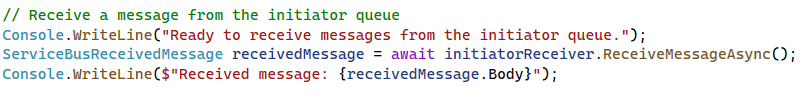 // Receive a message from the initiator queue
Console.WriteLine("Ready to receive messages from the initiator queue.");
ServiceBusReceivedMessage receivedMessage = await initiatorReceiver.ReceiveMessageAsync();
Console.WriteLine($"Received message: {receivedMessage.Body}");